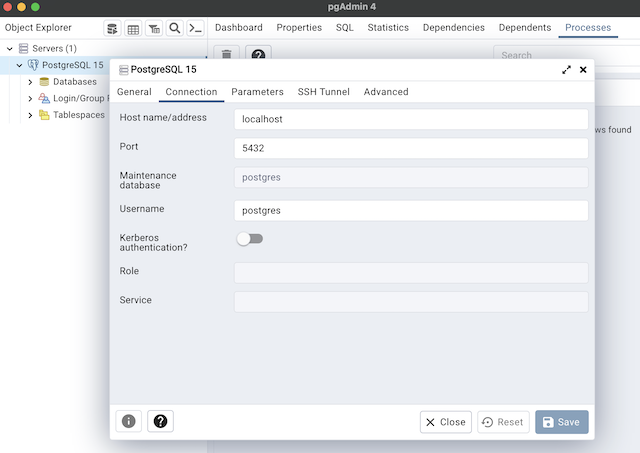 pgAdmin 4
Object Explorer
Dashboard Properties SQL Statistics Dependencies Dependents Processes
Servers (1)
PostgreSQL 15
Databases
Login/Group
Tablespaces
Search
ws found
PostgreSQL 15
General Connection Parameters SSH Tunnel Advanced
Host name/address localhost
Port 5432
Maintenance
database postgres
Username postgres
Kerberos
authentication?
Role
Service
Close Reset Save